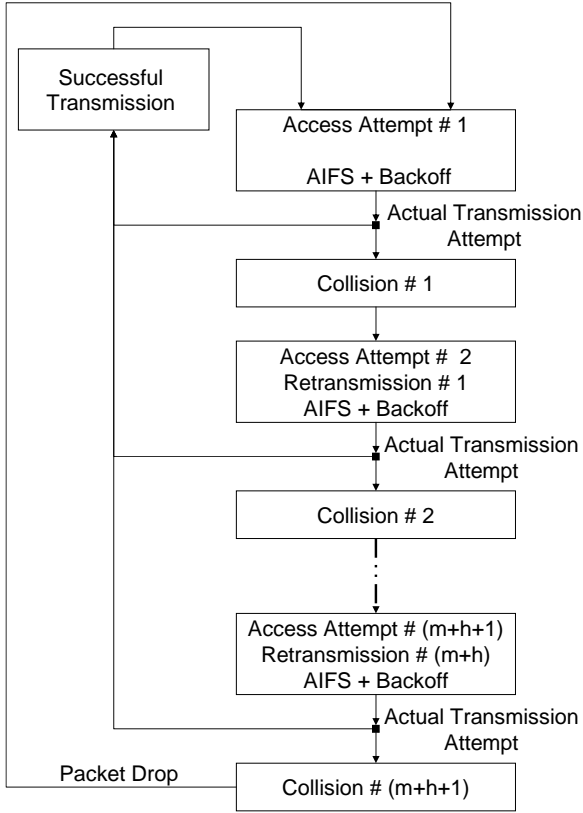 Successful
Transmission
Access Attempt # 1
AIFS + Backoff
Actual Transmission
Attempt
Collision # 1
Access Attempt # 2
Retransmission # 1
AIFS + Backoff
Actual Transmission
Attempt
Collision # 2
Access Attempt # (m+h+1)
Retransmission # (m+h)
AIFS + Backoff
Actual Transmission
Attempt
Packet Drop
Collision # (m+h+1)